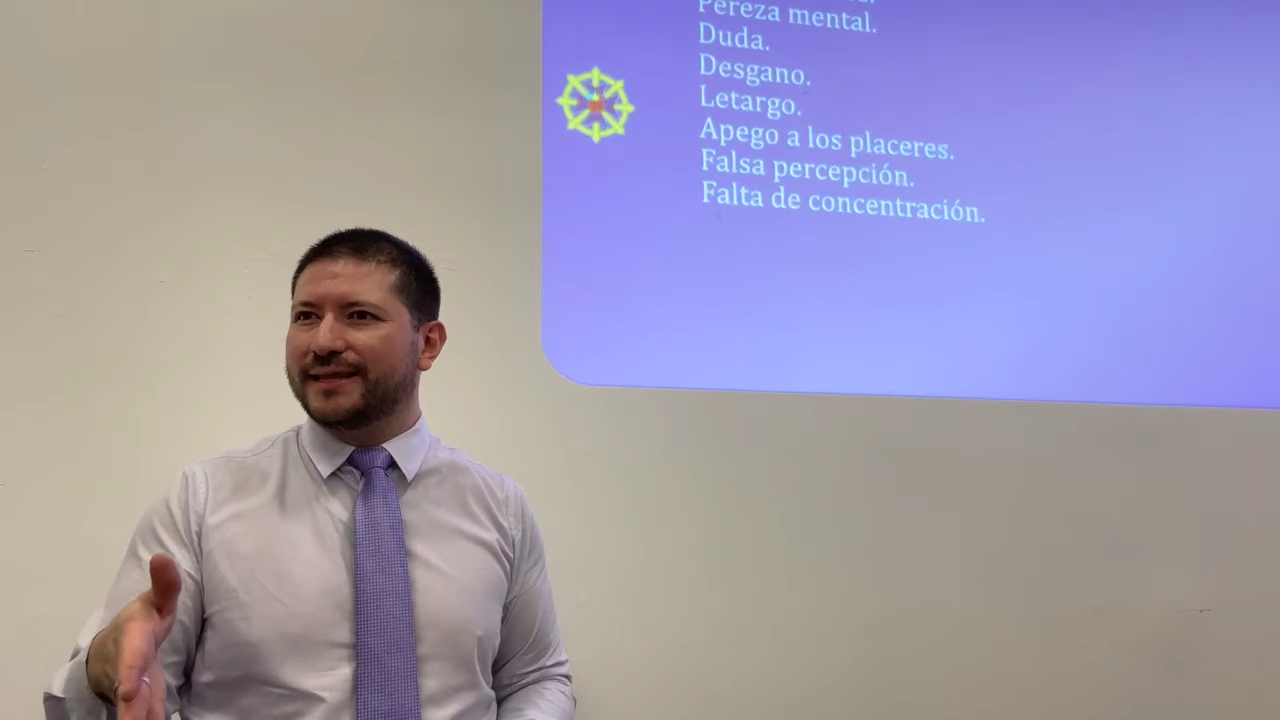 Pereza mental.
Duda.
Desgano.
Letargo.
Apego a los placeres.
Falsa percepción.
Falta de concentración.